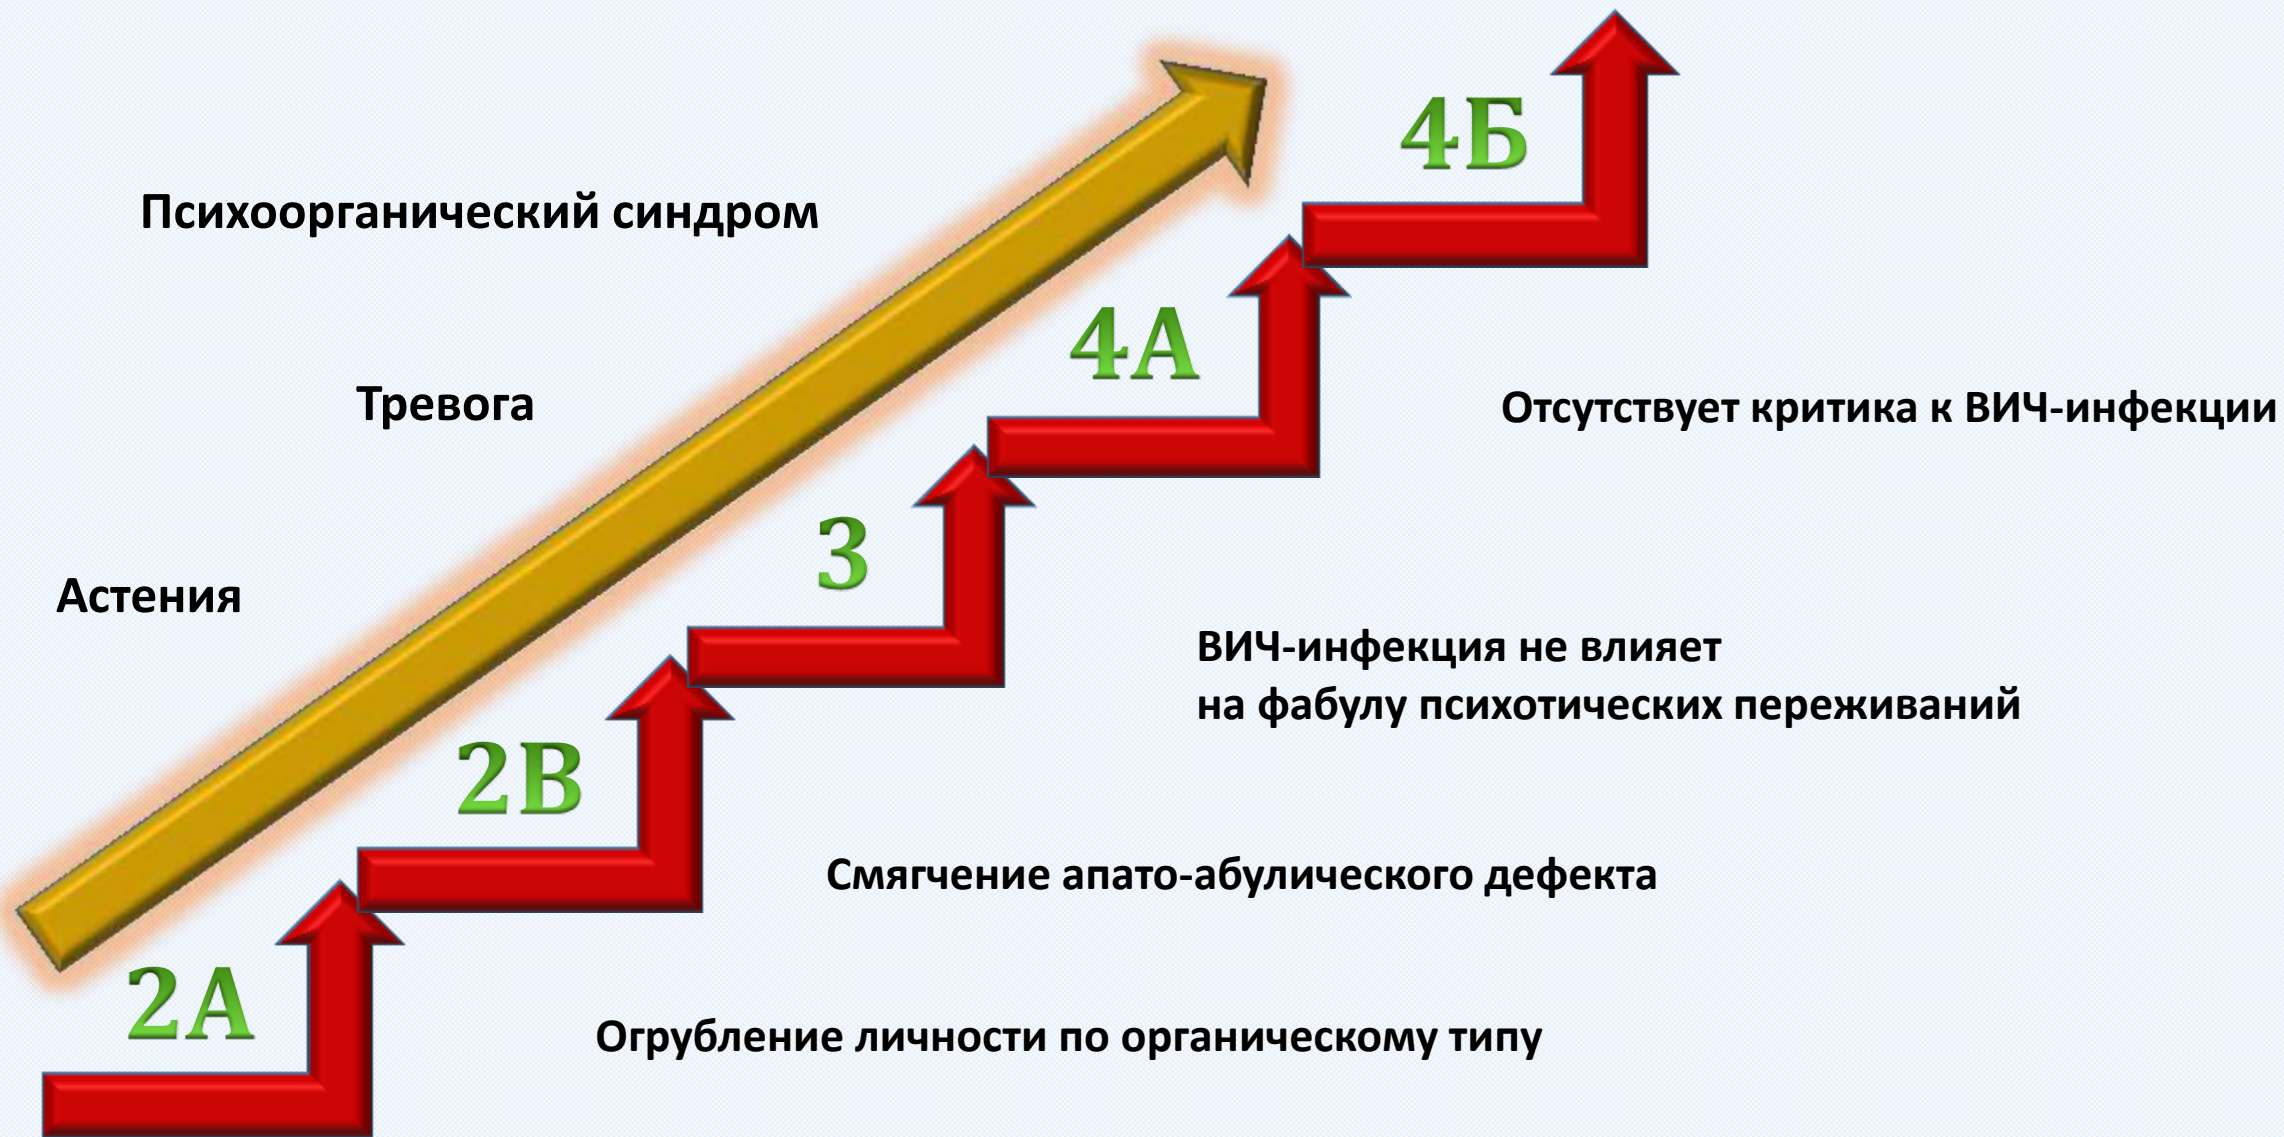 4Б
Психоорганический синдром
4А
Тревога
Отсутствует критика к ВИЧ-инфекции
3
Астения
ВИЧ-инфекция не влияет
на фабулу психотических переживаний
2В
Смягчение апато-абулического дефекта
2А
Огрубление личности по органическому типу